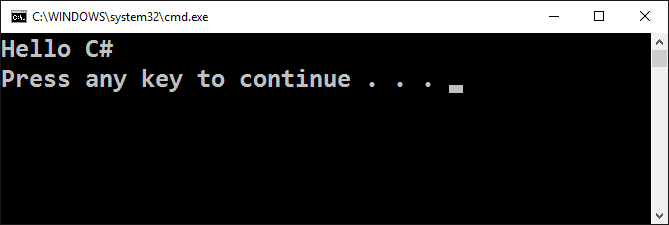 C:\WINDOWS\system32\cmd.exe
Hello C#
Press any key to continue . . .